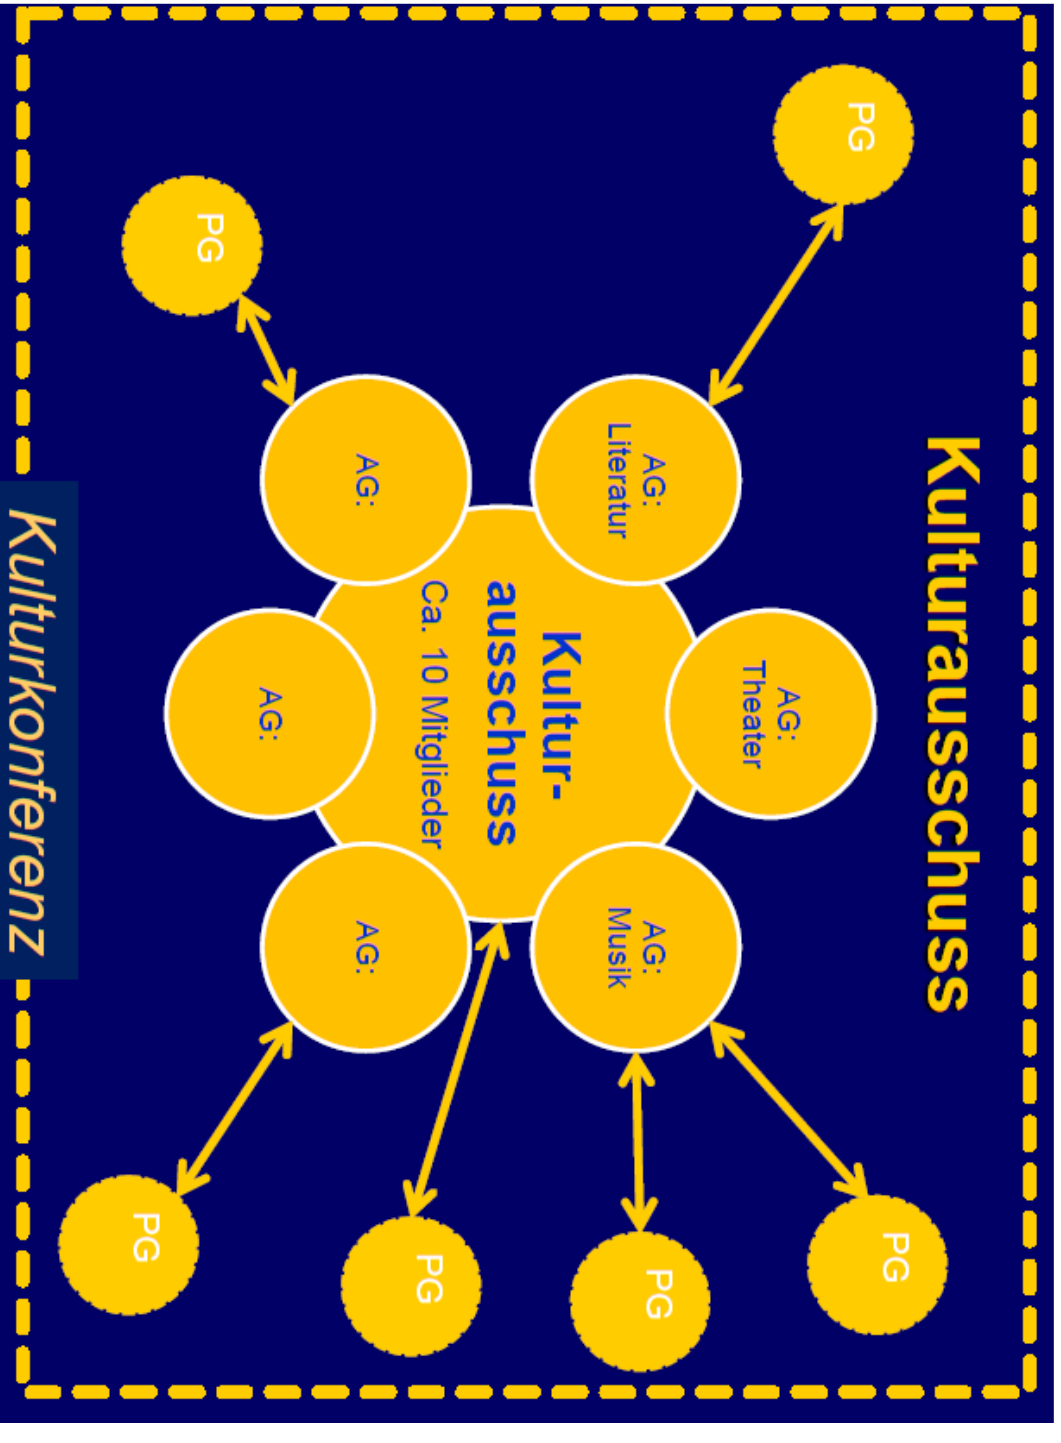 Kulturausschuss
PG
PG
AG:
Theater
AG:
Literatur
AG:
Musik
PG
Kultur-
ausschuss
Ca. 10 Mitglieder
PG
AG:
AG:
AG:
PG
PG
Kulturkonferenz